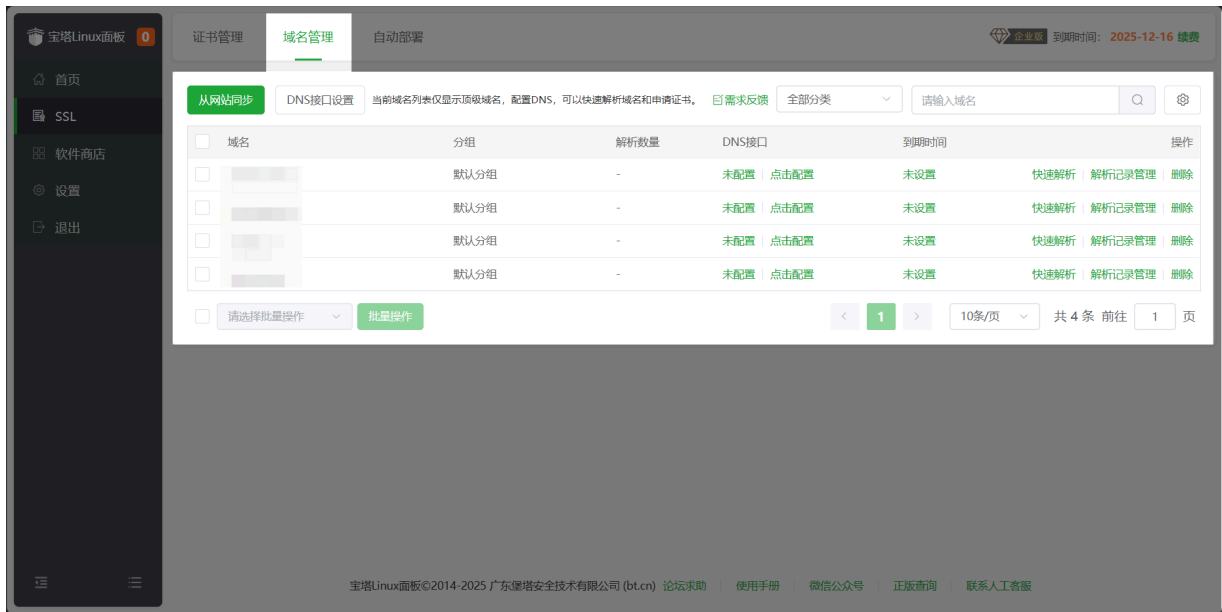 宝塔Linux面板 0
首页
SSL
软件商店
设置
退出
证书管理 域名管理 自动部署 企业版 到期时间： 2025-12-16 续费
从网站同步 DNS接口设置 当前域名列表仅显示顶级域名，配置DNS，可以快速解析域名和申请证书。 需求反馈 全部分类 请输入域名
域名 分组 解析数量 DNS接口 到期时间 操作
默认分组 - 未配置 点击配置 未设置 快速解析 解析记录管理 删除
默认分组 - 未配置 点击配置 未设置 快速解析 解析记录管理 删除
默认分组 - 未配置 点击配置 未设置 快速解析 解析记录管理 删除
默认分组 - 未配置 点击配置 未设置 快速解析 解析记录管理 删除
请选择批量操作 批量操作 1 10条/页 共 4 条 前往 1 页
宝塔Linux面板©2014-2025 广东堡塔安全技术有限公司 (bt.cn) 论坛求助 使用手册 微信公众号 正版查询 联系人工客服